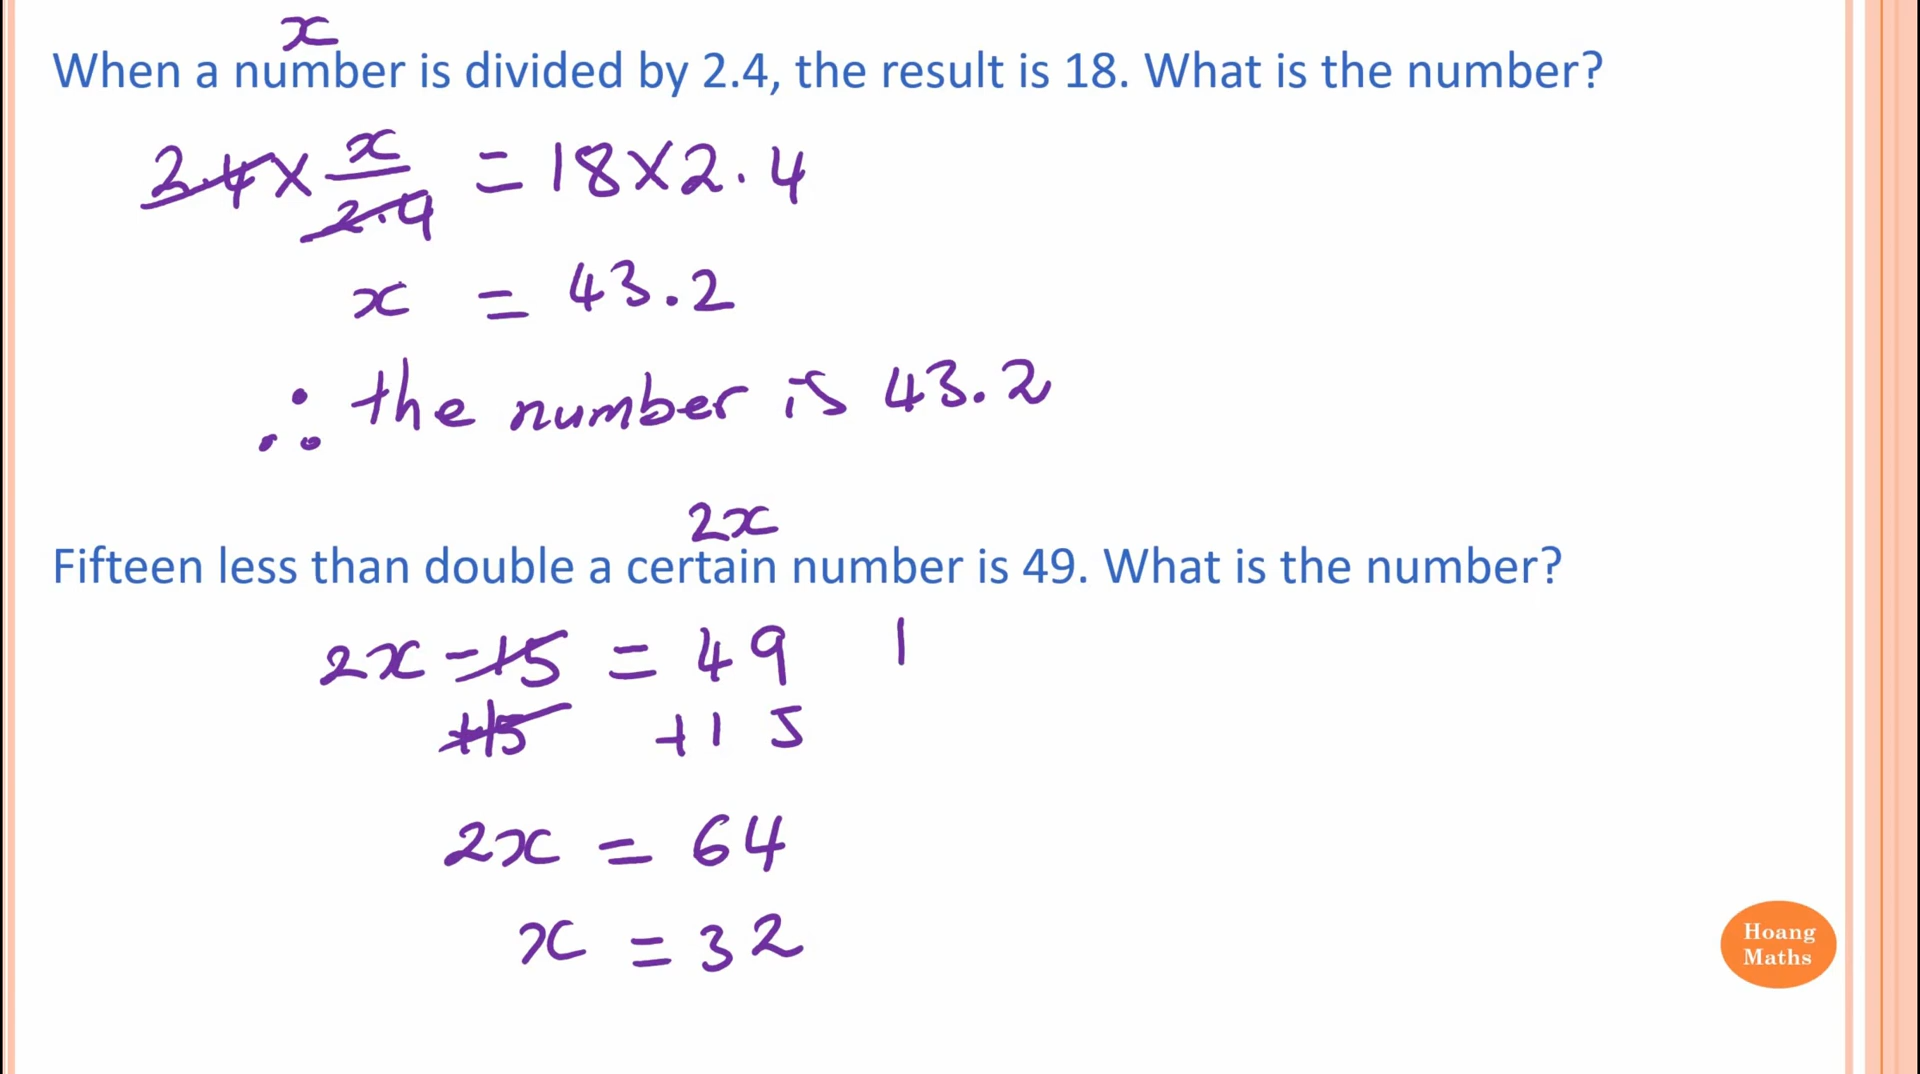 x
When a number is divided by 2.4, the result is 18. What is the number?
2.4 × x/2.4 = 18 × 2.4
x = 43.2
∴ the number is 43.2
2x
Fifteen less than double a certain number is 49. What is the number?
2x - 15 = 49 |
+15 +15
2x = 64
x = 32
Hoang
Maths